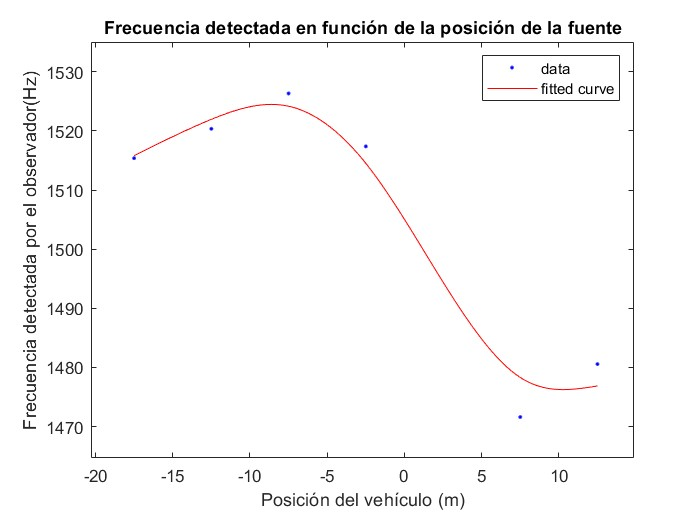 Frecuencia detectada en función de la posición de la fuente
data
fitted curve
Frecuencia detectada por el observador(Hz)
1530
1520
1510
1500
1490
1480
1470
-20 -15 -10 -5 0 5 10
Posición del vehículo (m)